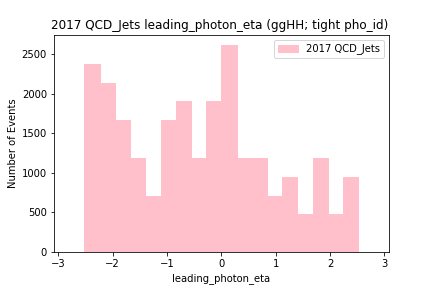 2017 QCD_Jets leading_photon_eta (ggHH; tight pho_id)
2017 QCD_Jets
Number of Events
2500
2000
1500
1000
500
0
−3 −2 −1 0 1 2 3
leading_photon_eta